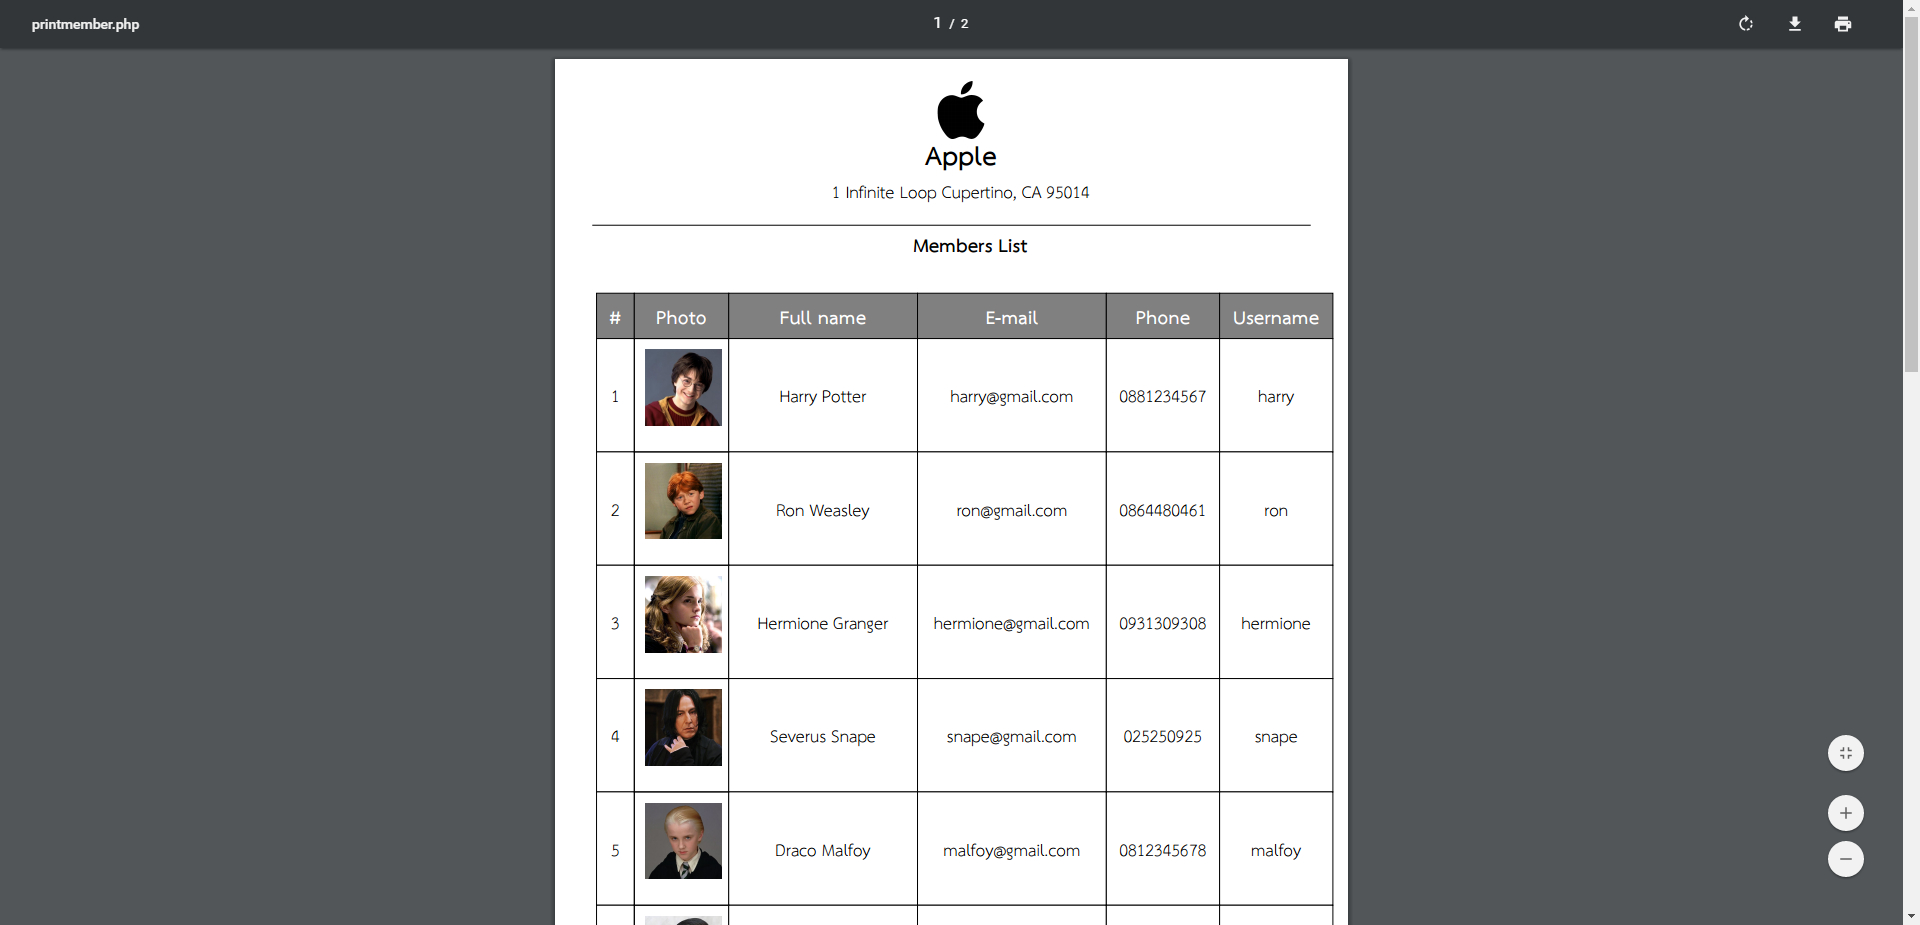 printmember.php
1 / 2
Apple
1 Infinite Loop Cupertino, CA 95014
Members List
# Photo Full name E-mail Phone Username
1 Harry Potter harry@gmail.com 0881234567 harry
2 Ron Weasley ron@gmail.com 0864480461 ron
3 Hermione Granger hermione@gmail.com 0931309308 hermione
4 Severus Snape snape@gmail.com 025250925 snape
5 Draco Malfoy malfoy@gmail.com 0812345678 malfoy